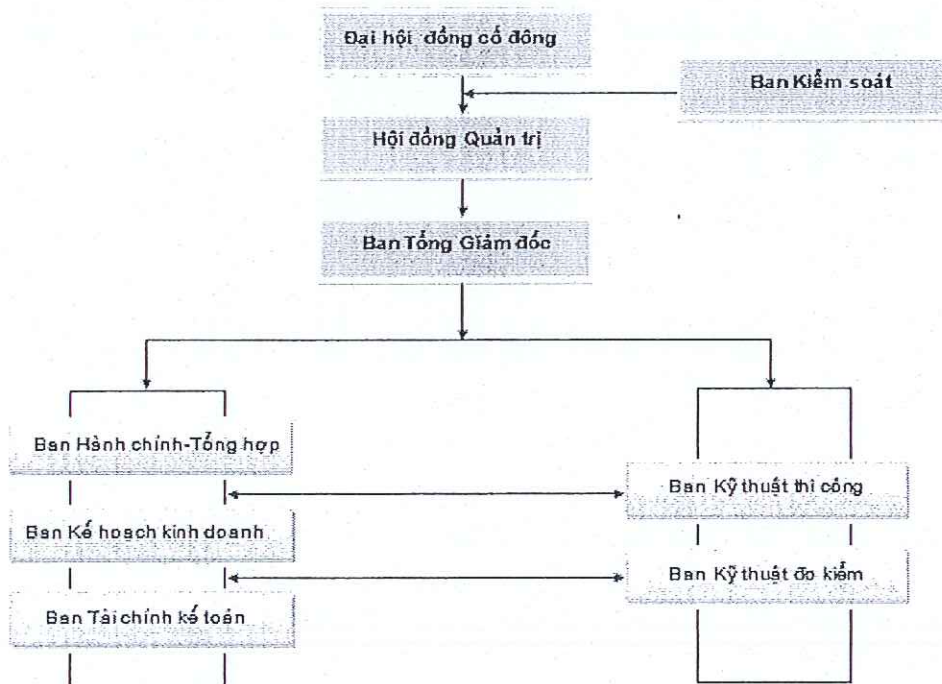 Đại hội đồng cổ đông
Ban Kiểm soát
Hội đồng Quản trị
Ban Tổng Giám đốc
Ban Hành chính-Tổng hợp
Ban Kỹ thuật thi công
Ban Kế hoạch kinh doanh
Ban Kỹ thuật đo kiểm
Ban Tài chính kế toán